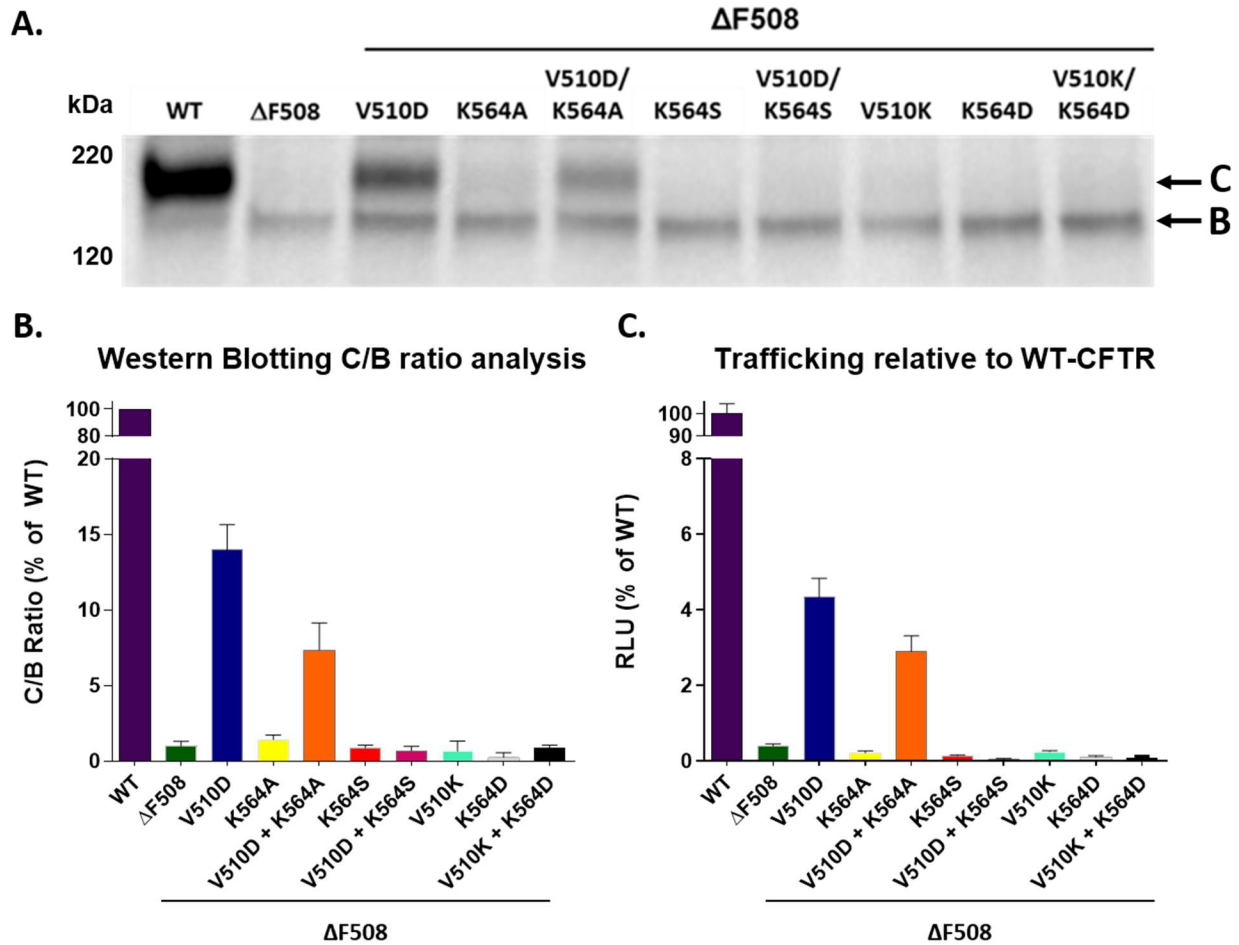 A.
ΔF508
kDa WT ΔF508 V510D K564A V510D/ K564A K564S V510D/ K564S V510K K564D V510K/ K564D
220
C
B
120
B.
Western Blotting C/B ratio analysis
C/B Ratio (% of WT)
100
80
20
15
10
5
0
WT ΔF508 V510D K564A V510D + K564A K564S V510D + K564S V510K K564D V510K + K564D
ΔF508
C.
Trafficking relative to WT-CFTR
RLU (% of WT)
100
90
8
6
4
2
0
WT ΔF508 V510D K564A V510D + K564A K564S V510D + K564S V510K K564D V510K + K564D
ΔF508